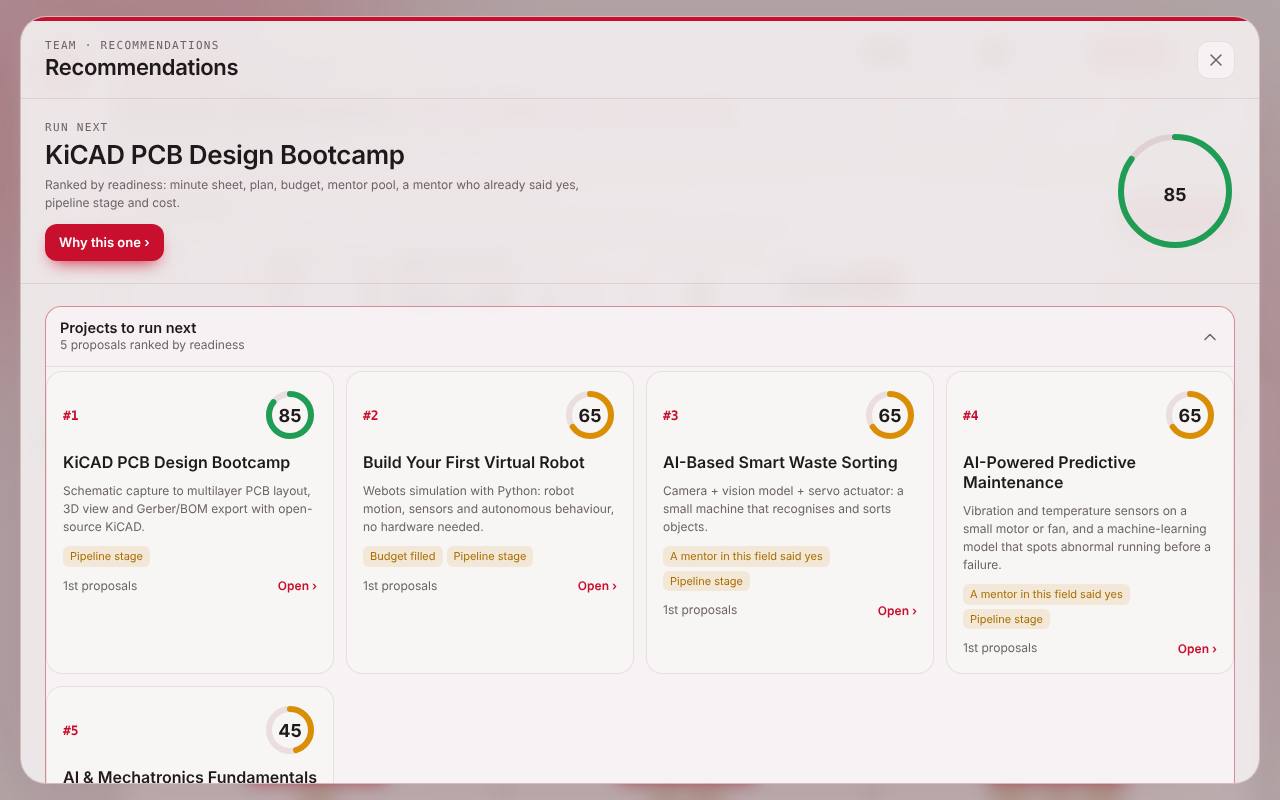 TEAM · RECOMMENDATIONS
Recommendations
RUN NEXT
KiCAD PCB Design Bootcamp
Ranked by readiness: minute sheet, plan, budget, mentor pool, a mentor who already said yes,
pipeline stage and cost.
Why this one ›
85
Projects to run next
5 proposals ranked by readiness
#1
85
KiCAD PCB Design Bootcamp
Schematic capture to multilayer PCB layout,
3D view and Gerber/BOM export with open-
source KiCAD.
Pipeline stage
1st proposals
Open ›
#2
65
Build Your First Virtual Robot
Webots simulation with Python: robot
motion, sensors and autonomous behaviour,
no hardware needed.
Budget filled
Pipeline stage
1st proposals
Open ›
#3
65
AI-Based Smart Waste Sorting
Camera + vision model + servo actuator: a
small machine that recognises and sorts
objects.
A mentor in this field said yes
Pipeline stage
1st proposals
Open ›
#4
65
AI-Powered Predictive
Maintenance
Vibration and temperature sensors on a
small motor or fan, and a machine-learning
model that spots abnormal running before a
failure.
A mentor in this field said yes
Pipeline stage
1st proposals
Open ›
#5
45
AI & Mechatronics Fundamentals